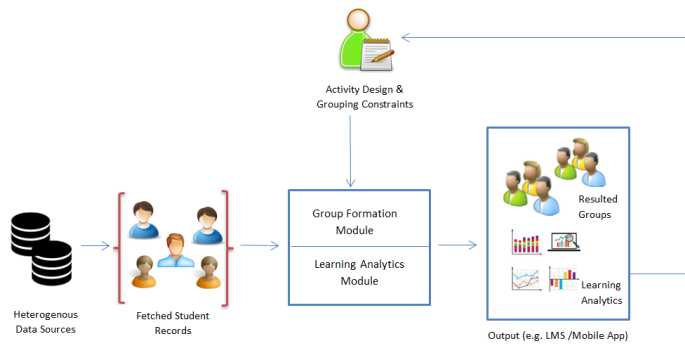 Activity Design &
Grouping Constraints
Group Formation
Module
Learning Analytics
Module
Resulted
Groups
Learning
Analytics
Heterogenous
Data Sources
Fetched Student
Records
Output (e.g. LMS /Mobile App)